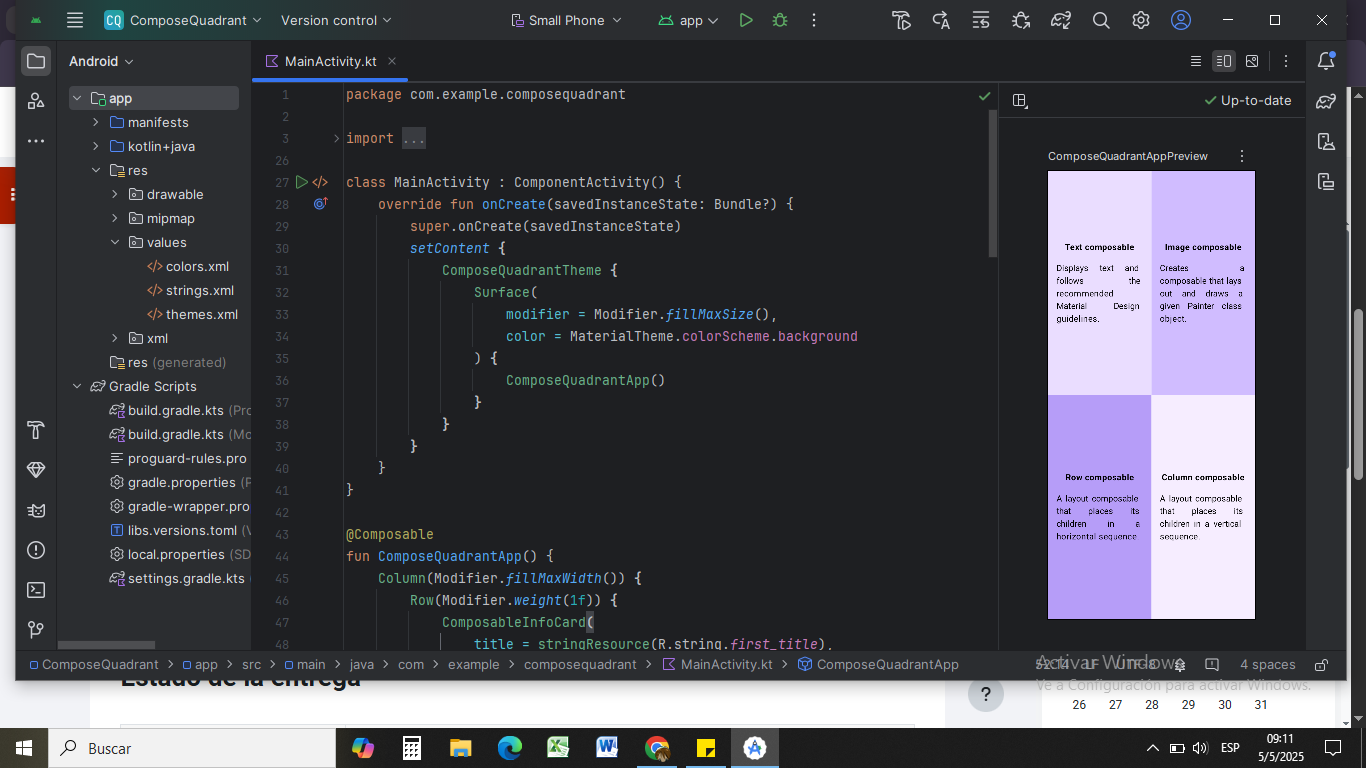 CQ ComposeQuadrant Version control Small Phone app
Android
MainActivity.kt
app
manifests
kotlin+java
res
drawable
mipmap
values
colors.xml
strings.xml
themes.xml
xml
res (generated)
Gradle Scripts
build.gradle.kts (Pro
build.gradle.kts (Mo
proguard-rules.pro
gradle.properties (P
gradle-wrapper.pro
libs.versions.toml (V
local.properties (SD
settings.gradle.kts
1 package com.example.composequadrant
2
3 import ...
26
27 class MainActivity : ComponentActivity() {
28 override fun onCreate(savedInstanceState: Bundle?) {
29 super.onCreate(savedInstanceState)
30 setContent {
31 ComposeQuadrantTheme {
32 Surface(
33 modifier = Modifier.fillMaxSize(),
34 color = MaterialTheme.colorScheme.background
35 ) {
36 ComposeQuadrantApp()
37 }
38 }
39 }
40 }
41 }
42
43 @Composable
44 fun ComposeQuadrantApp() {
45 Column(Modifier.fillMaxWidth()) {
46 Row(Modifier.weight(1f)) {
47 ComposableInfoCard(
48 title = stringResource(R.string.first_title),
Up-to-date
ComposeQuadrantAppPreview
Text composable
Displays text and
follows the
recommended
Material Design
guidelines.
Image composable
Creates a
composable that lays
out and draws a
given Painter class
object.
Row composable
A layout composable
that places its
children in a
horizontal sequence
Column composable
A layout composable
that places its
children in a vertical
sequence.
ComposeQuadrant app src main java com example composequadrant MainActivity.kt ComposeQuadrantApp
LF UTF-8 4 spaces
Activar Windows
Ve a Configuración para activar Windows.
Estado de la entrega
?
26 27 28 29 30 31
Buscar
ESP
09:11
5/5/2025